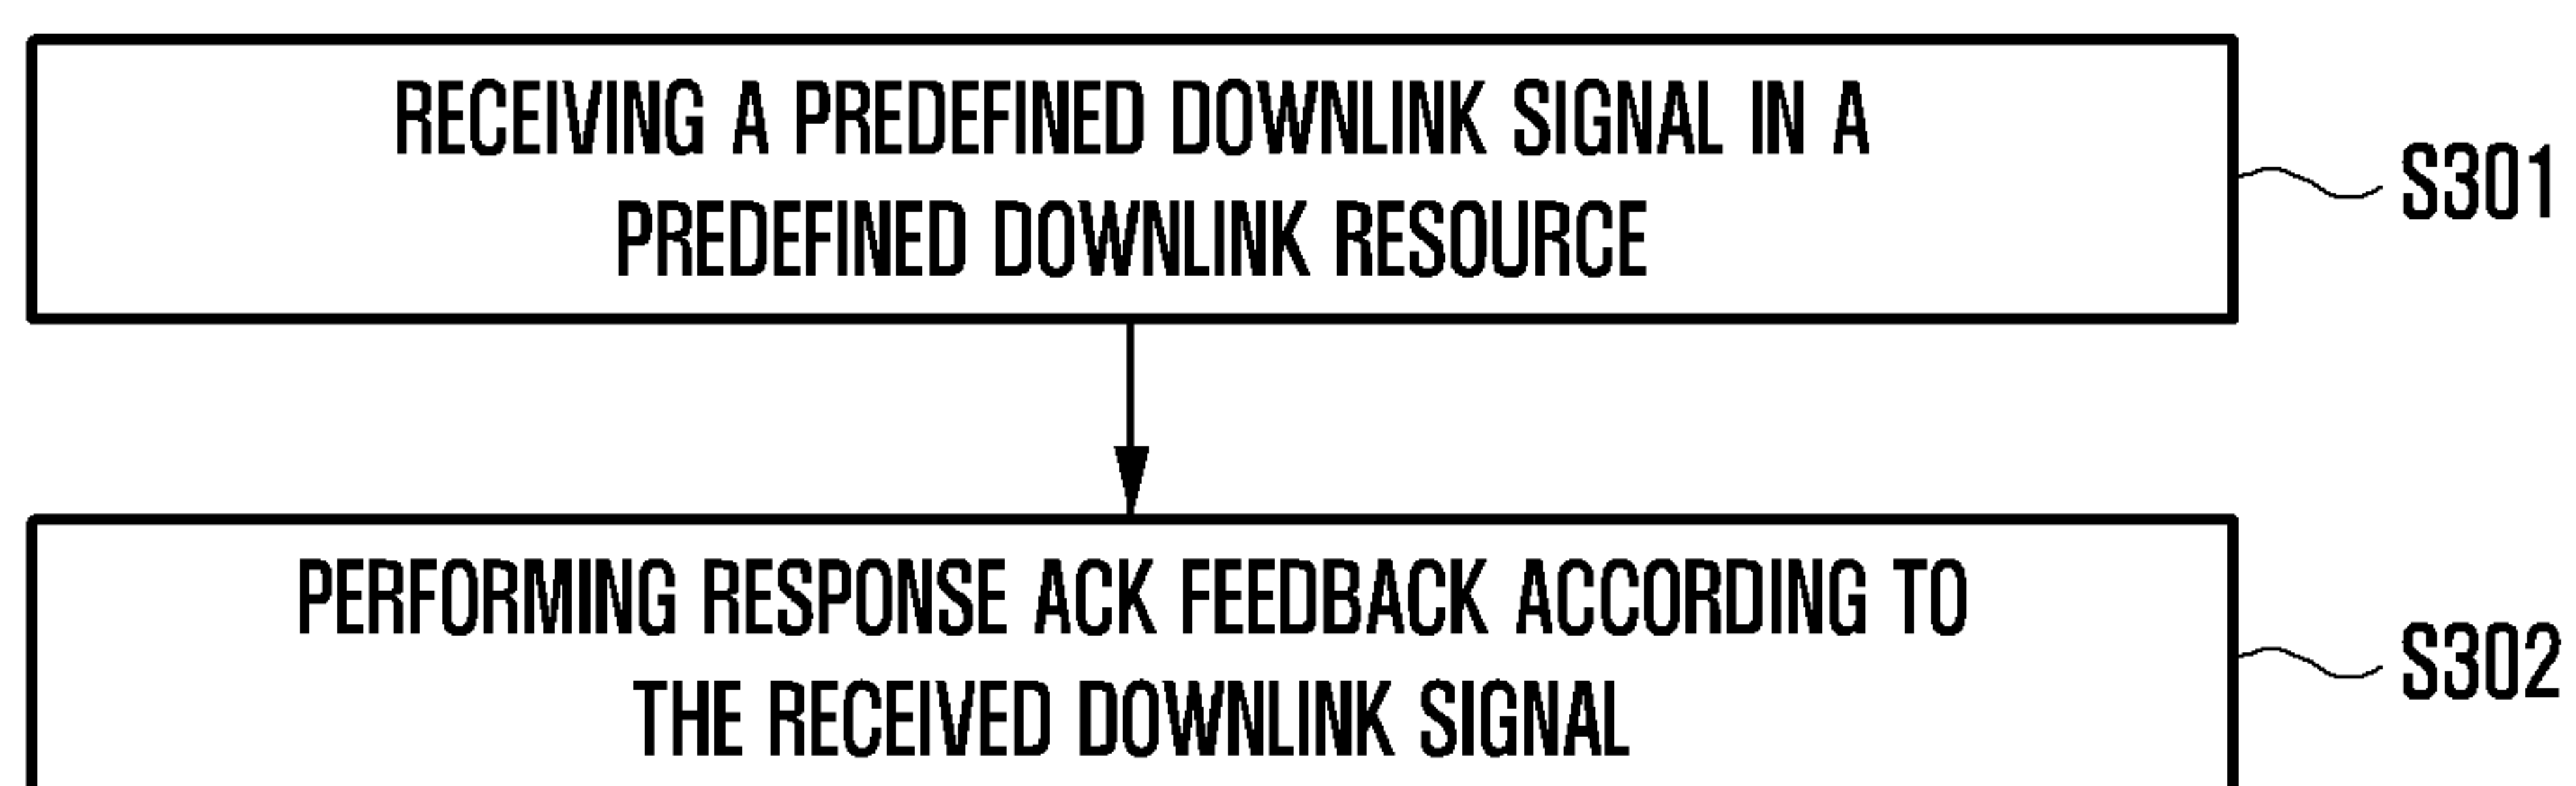 RECEIVING A PREDEFINED DOWNLINK SIGNAL IN A
PREDEFINED DOWNLINK RESOURCE
S301
PERFORMING RESPONSE ACK FEEDBACK ACCORDING TO
THE RECEIVED DOWNLINK SIGNAL
S302